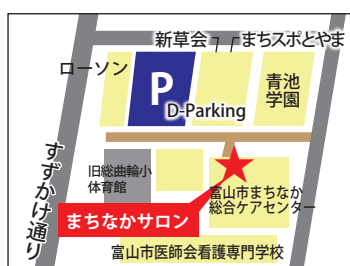 新草会
まちスポとやま
ローソン
P
D-Parking
青池
学園
すずかけ通り
旧総曲輪小
体育館
富山市まちなか
総合ケアセンター
まちなかサロン
富山市医師会看護専門学校